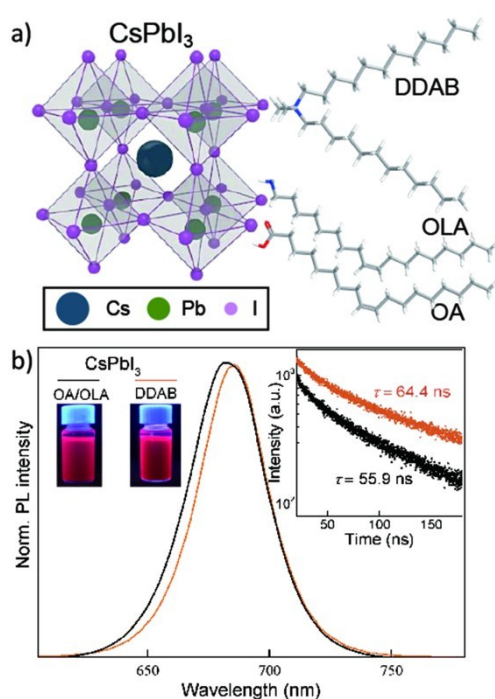 a)
CsPbI₃
DDAB
OLA
OA
Cs Pb I
b)
CsPbI₃
OA/OLA DDAB
τ = 64.4 ns
τ = 55.9 ns
Intensity (a.u.)
10³
10²
50 100 150
Time (ns)
Norm. PL intensity
650 700 750
Wavelength (nm)